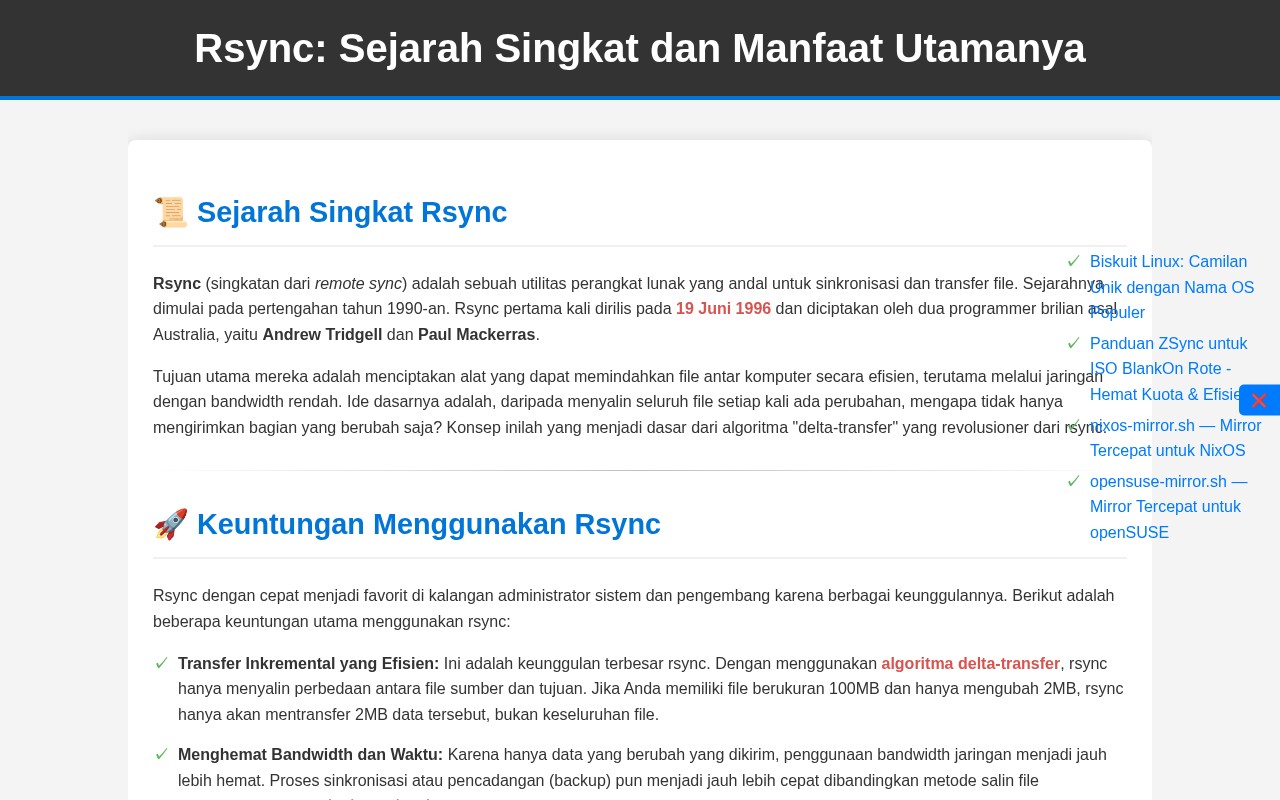 Rsync: Sejarah Singkat dan Manfaat Utamanya
📜 Sejarah Singkat Rsync
Rsync (singkatan dari remote sync) adalah sebuah utilitas perangkat lunak yang andal untuk sinkronisasi dan transfer file. Sejarahnya
dimulai pada pertengahan tahun 1990-an. Rsync pertama kali dirilis pada 19 Juni 1996 dan diciptakan oleh dua programmer brilian asal
Australia, yaitu Andrew Tridgell dan Paul Mackerras.
Tujuan utama mereka adalah menciptakan alat yang dapat memindahkan file antar komputer secara efisien, terutama melalui jaringan
dengan bandwidth rendah. Ide dasarnya adalah, daripada menyalin seluruh file setiap kali ada perubahan, mengapa tidak hanya
mengirimkan bagian yang berubah saja? Konsep inilah yang menjadi dasar dari algoritma "delta-transfer" yang revolusioner dari rsync.
🚀 Keuntungan Menggunakan Rsync
Rsync dengan cepat menjadi favorit di kalangan administrator sistem dan pengembang karena berbagai keunggulannya. Berikut adalah
beberapa keuntungan utama menggunakan rsync:
✓ Transfer Inkremental yang Efisien: Ini adalah keunggulan terbesar rsync. Dengan menggunakan algoritma delta-transfer, rsync
hanya menyalin perbedaan antara file sumber dan tujuan. Jika Anda memiliki file berukuran 100MB dan hanya mengubah 2MB, rsync
hanya akan mentransfer 2MB data tersebut, bukan keseluruhan file.
✓ Menghemat Bandwidth dan Waktu: Karena hanya data yang berubah yang dikirim, penggunaan bandwidth jaringan menjadi jauh
lebih hemat. Proses sinkronisasi atau pencadangan (backup) pun menjadi jauh lebih cepat dibandingkan metode salin file
✓ Biskuit Linux: Camilan
Unik dengan Nama OS
Populer
✓ Panduan ZSync untuk
ISO BlankOn Rote -
Hemat Kuota &
✓ nixos-mirror.sh — Mirror
Tercepat untuk NixOS
✓ opensuse-mirror.sh —
Mirror Tercepat untuk
openSUSE